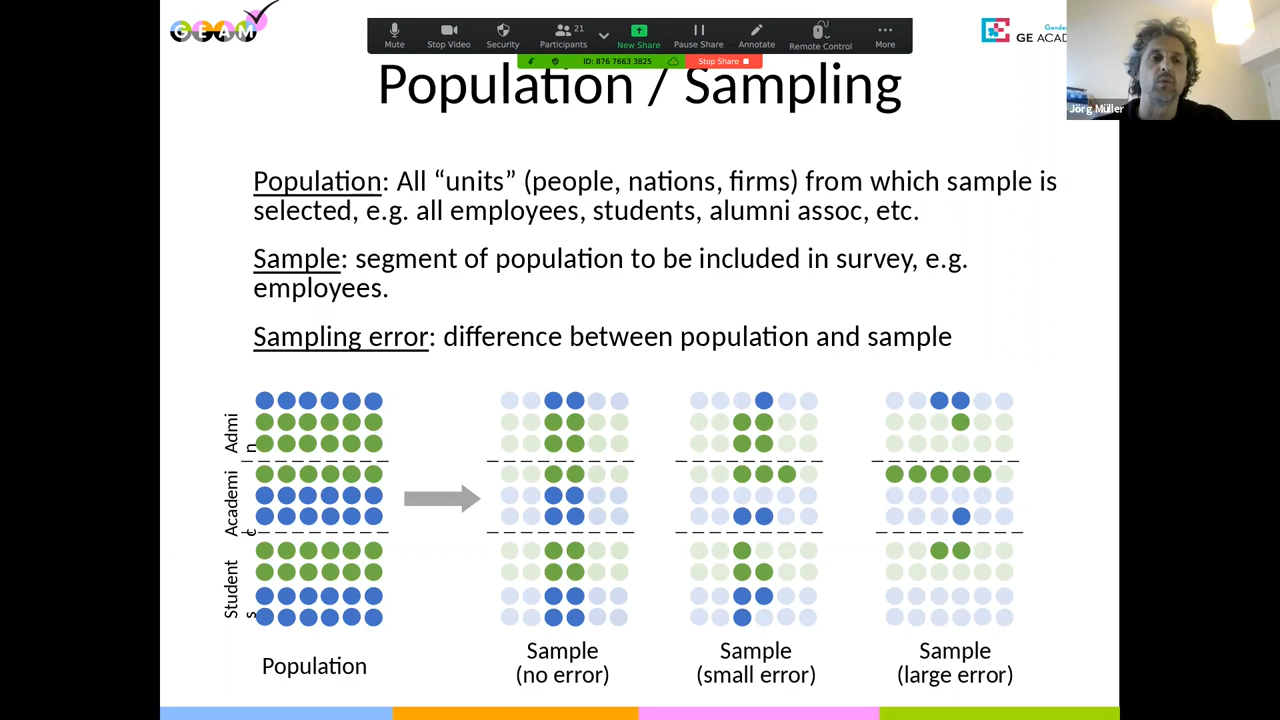 GEAM
Mute
Stop Video
Security
Participants
21
New Share
Pause Share
Annotate
Remote Control
More
ID: 876 7663 3825
Stop Share
Gende
GE ACAD
Jörg Müller
Population / Sampling
Population: All “units” (people, nations, firms) from which sample is
selected, e.g. all employees, students, alumni assoc, etc.
Sample: segment of population to be included in survey, e.g.
employees.
Sampling error: difference between population and sample
Admi
n
Academi
c
Student
s
Population
Sample
(no error)
Sample
(small error)
Sample
(large error)